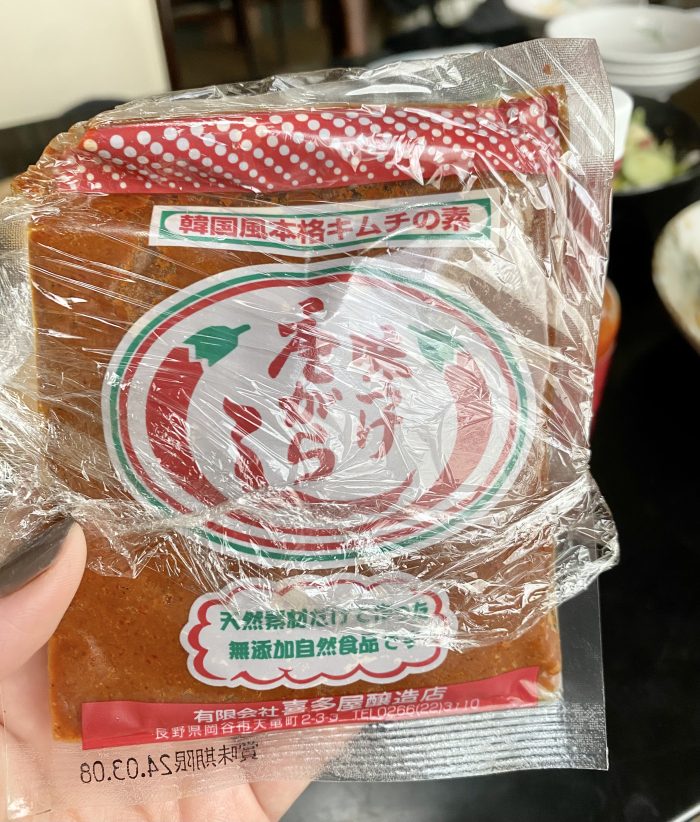 韓国風本格キムチの素
味つけ
唐がらし
天然素材だけで作った
無添加自然食品です
有限会社 喜多屋醸造店
長野県岡谷市天竜町2-3-9 TEL0266(22)3110
賞味期限24.03.08